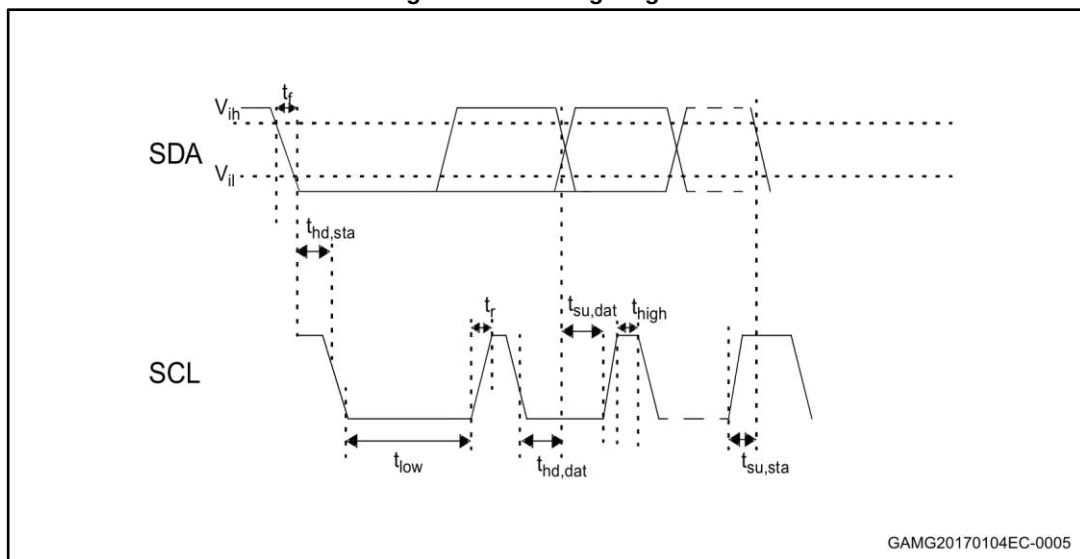 V_ih
t_f
SDA
V_il
t_hd,sta
t_r
t_su,dat
t_high
SCL
t_low
t_hd,dat
t_su,sta
GAMG20170104EC-0005